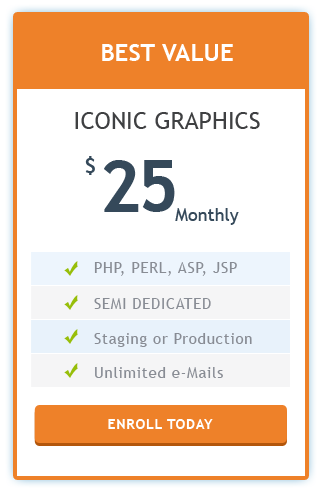 BEST VALUE
ICONIC GRAPHICS
$25 Monthly
PHP, PERL, ASP, JSP
SEMI DEDICATED
Staging or Production
Unlimited e-Mails
ENROLL TODAY